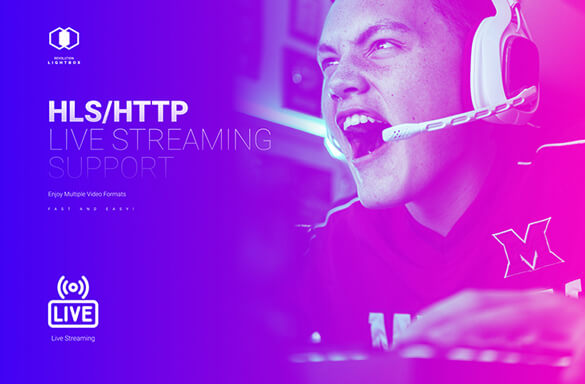 REVOLUTION
LIGHTBOX
HLS/HTTP
LIVE STREAMING
SUPPORT
Enjoy Multiple Video Formats
FAST AND EASY!
LIVE
Live Streaming
M